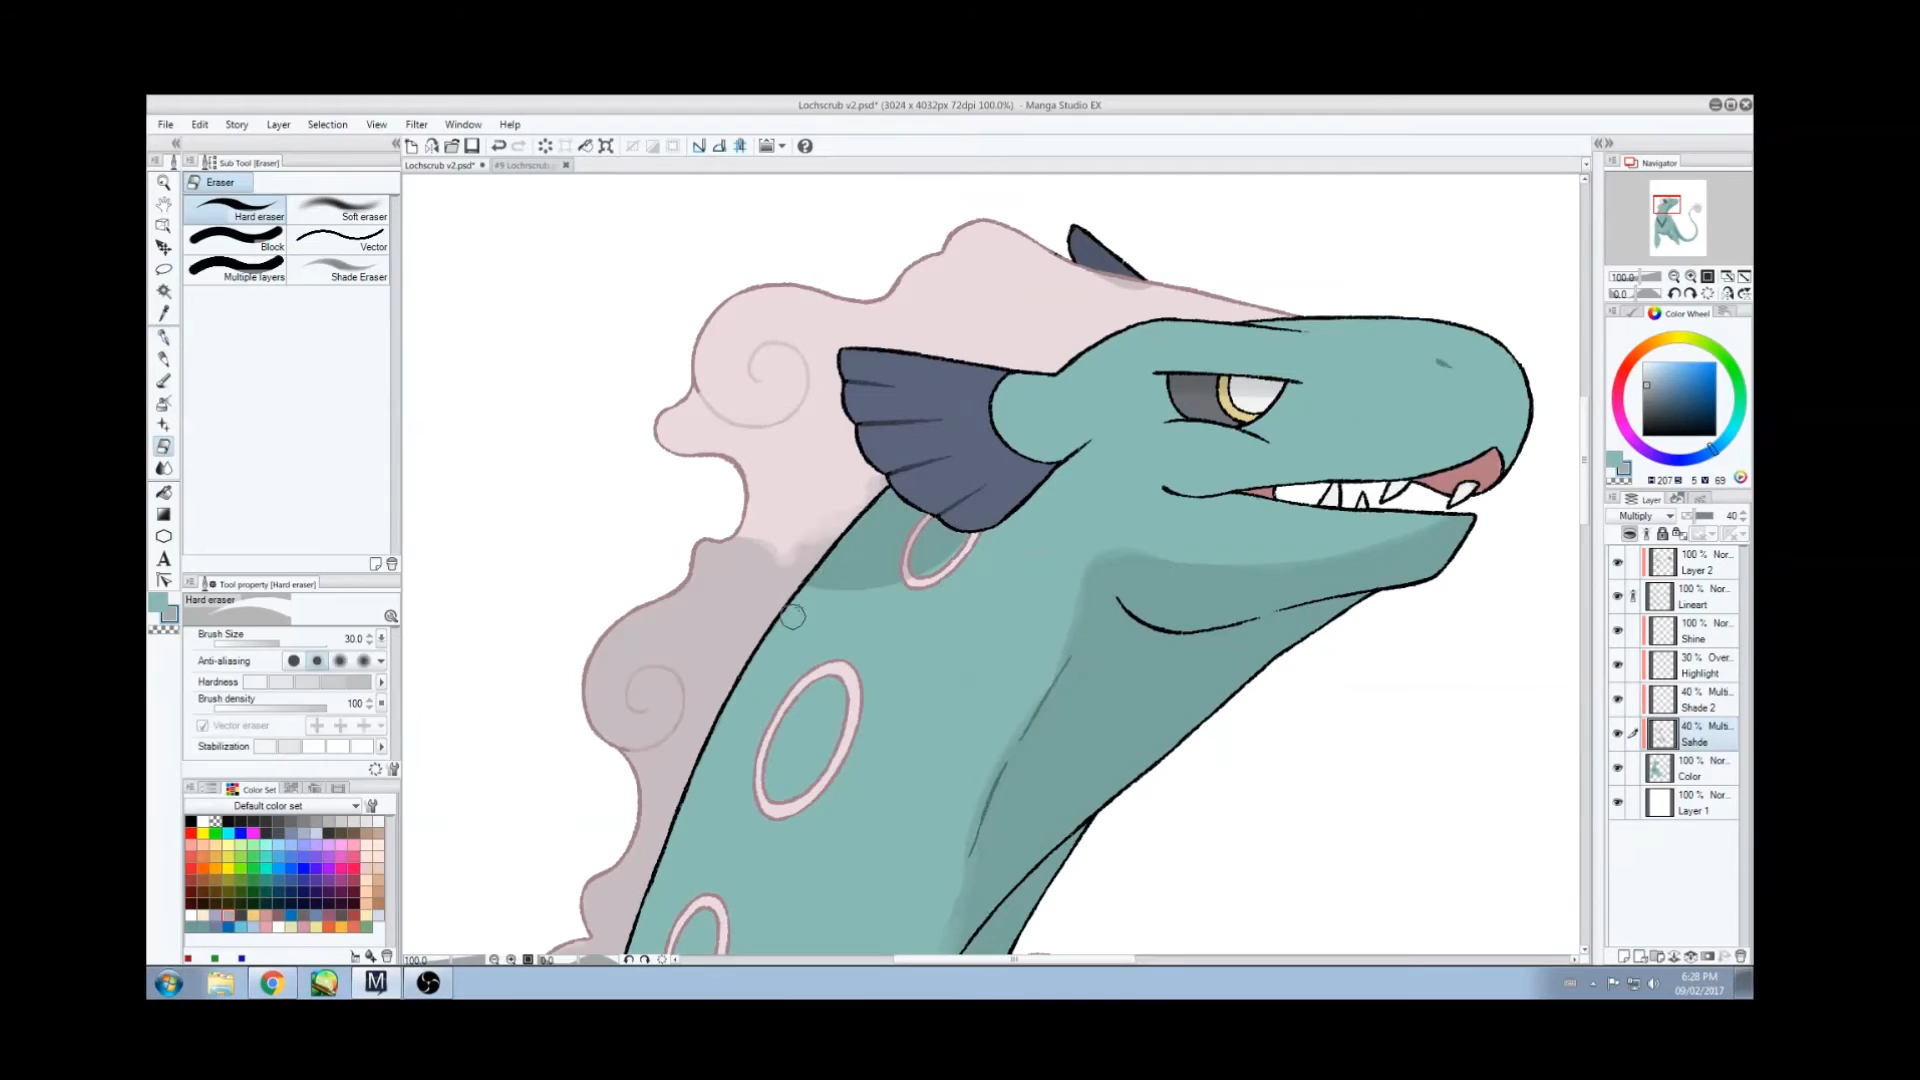 Lochscrub v2.psd* (3024 x 4032px 72dpi 100.0%) - Manga Studio EX
File Edit Story Layer Selection View Filter Window Help
Sub Tool [Eraser]
Lochscrub v2.psd*
Navigator
Eraser
Hard eraser Soft eraser
Block Vector
Multiple layers Shade Eraser
100.0
0.0
Color Wheel
H 207 S 5 V 69
Layer
Multiply 40
100 % Nor...
Layer 2
100 % Nor...
Lineart
100 % Nor...
Shine
30 % Over...
Highlight
40 % Multi...
Shade 2
40 % Multi...
Sahde
100 % Nor...
Color
100 % Nor...
Layer 1
A
Tool property [Hard eraser]
Hard eraser
Brush Size 30.0
Anti-aliasing
Hardness
Brush density 100
Vector eraser
Stabilization
Color Set
Default color set
100.0 0.0
M
6:28 PM
09/02/2017